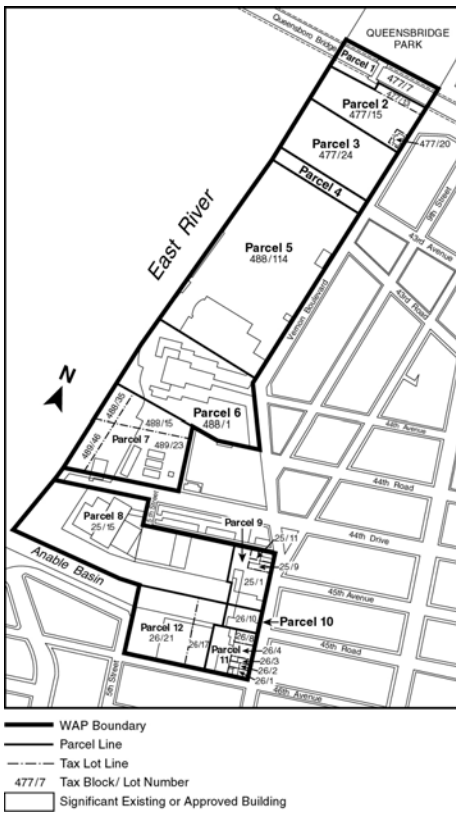 Queensboro Bridge
QUEENSBRIDGE
PARK
Parcel 1
477/7
Parcel 2
477/15
477/20
Parcel 3
477/24
Parcel 4
9th Street
43rd Avenue
East River
Parcel 5
488/114
Vernon Boulevard
43rd Road
N
488/35
Parcel 6
488/1
44th Avenue
488/15
489/46
Parcel 7
489/23
44th Road
Parcel 8
25/15
Parcel 9
25/11
44th Drive
25/9
Anable Basin
25/1
45th Avenue
26/10
Parcel 10
Parcel 12
26/21
26/17
26/8
Parcel
11
26/4
26/3
26/2
26/1
45th Road
5th Street
46th Avenue
WAP Boundary
Parcel Line
Tax Lot Line
477/7
Tax Block/ Lot Number
Significant Existing or Approved Building